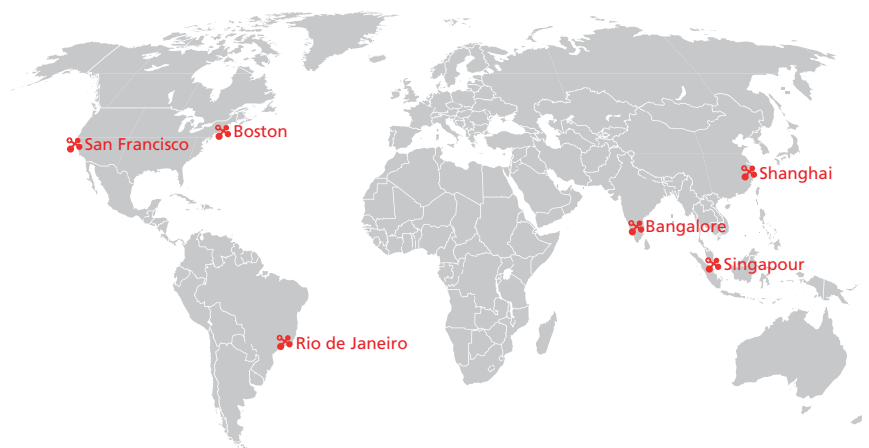 Boston
San Francisco
Shanghai
Bangalore
Singapour
Rio de Janeiro